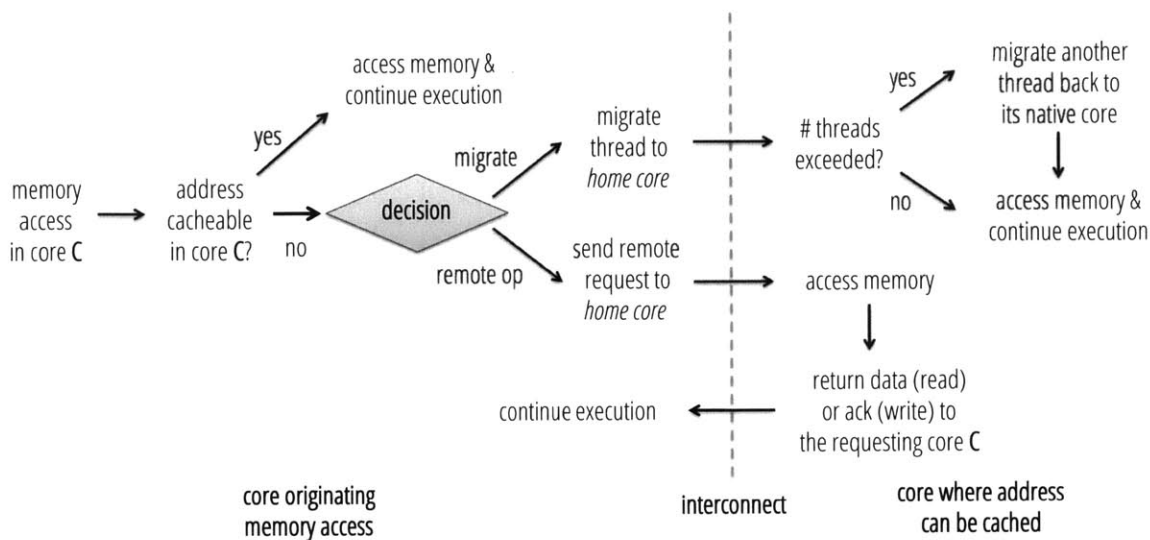 memory
access
in core C
address
cacheable
in core C?
yes
access memory &
continue execution
no
decision
migrate
migrate
thread to
home core
remote op
send remote
request to
home core
# threads
exceeded?
yes
migrate another
thread back to
its native core
no
access memory &
continue execution
access memory
return data (read)
or ack (write) to
the requesting core C
continue execution
core originating
memory access
interconnect
core where address
can be cached